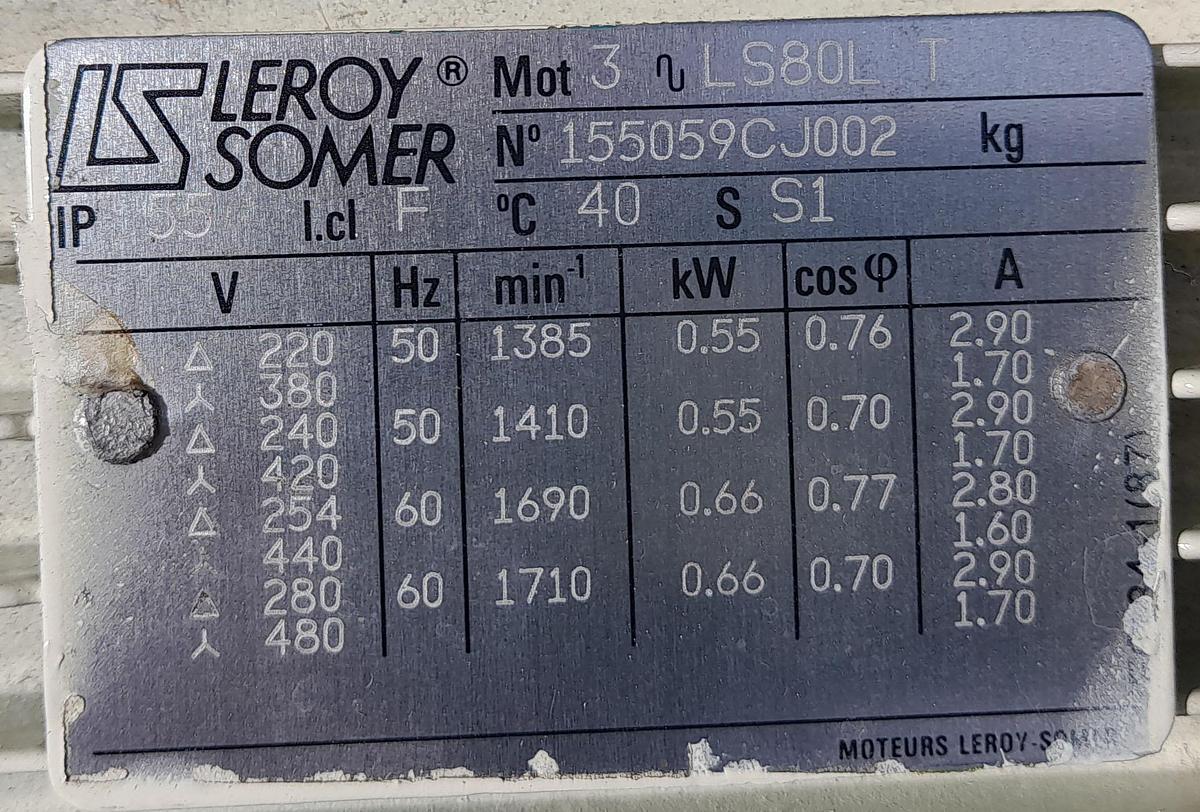 LS LEROY® SOMER
Mot 3 ∿ LS80L T
Nº 155059CJ002 kg
IP 55 I.cl F ºC 40 S S1
V Hz min⁻¹ kW cos φ A
△ 220 50 1385 0.55 0.76 2.90
⅄ 380 1.70
△ 240 50 1410 0.55 0.70 2.90
⅄ 420 1.70
△ 254 60 1690 0.66 0.77 2.80
⅄ 440 1.60
△ 280 60 1710 0.66 0.70 2.90
⅄ 480 1.70
MOTEURS LEROY-SOMER